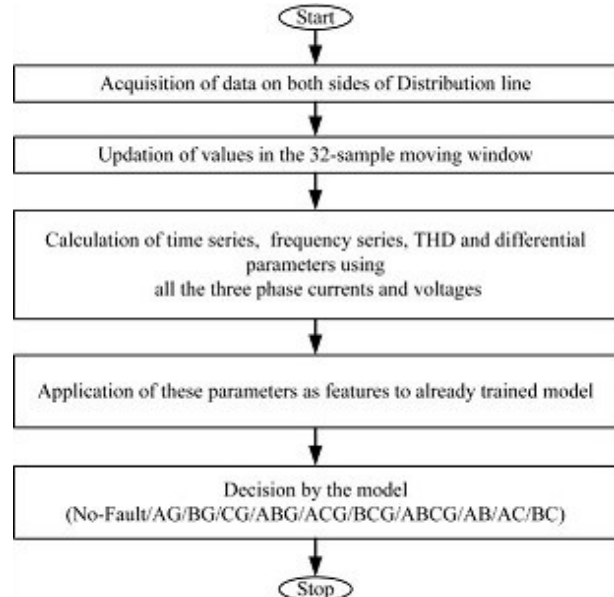 Start
Acquisition of data on both sides of Distribution line
Updation of values in the 32-sample moving window
Calculation of time series, frequency series, THD and differential
parameters using
all the three phase currents and voltages
Application of these parameters as features to already trained model
Decision by the model
(No-Fault/AG/BG/CG/ABG/ACG/BCG/ABCG/AB/AC/BC)
Stop